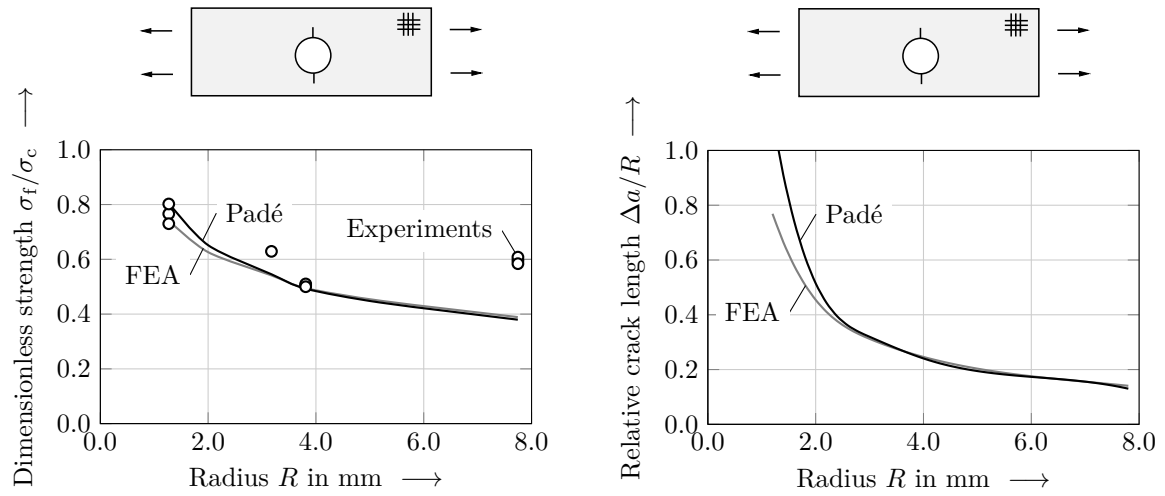 Dimensionless strength σf/σc ⟶
1.0
0.8
0.6
0.4
0.2
0.0
Padé
FEA
Experiments
0.0 2.0 4.0 6.0 8.0
Radius R in mm ⟶
Relative crack length Δa/R ⟶
1.0
0.8
0.6
0.4
0.2
0.0
Padé
FEA
0.0 2.0 4.0 6.0 8.0
Radius R in mm ⟶